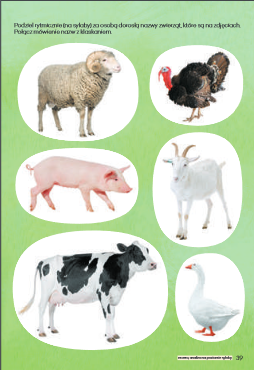 Podziel rytmicznie (na sylaby) za osobą dorosłą nazwy zwierząt, które są na zdjęciach.
Połącz mówienie nazw z klaskaniem.
39